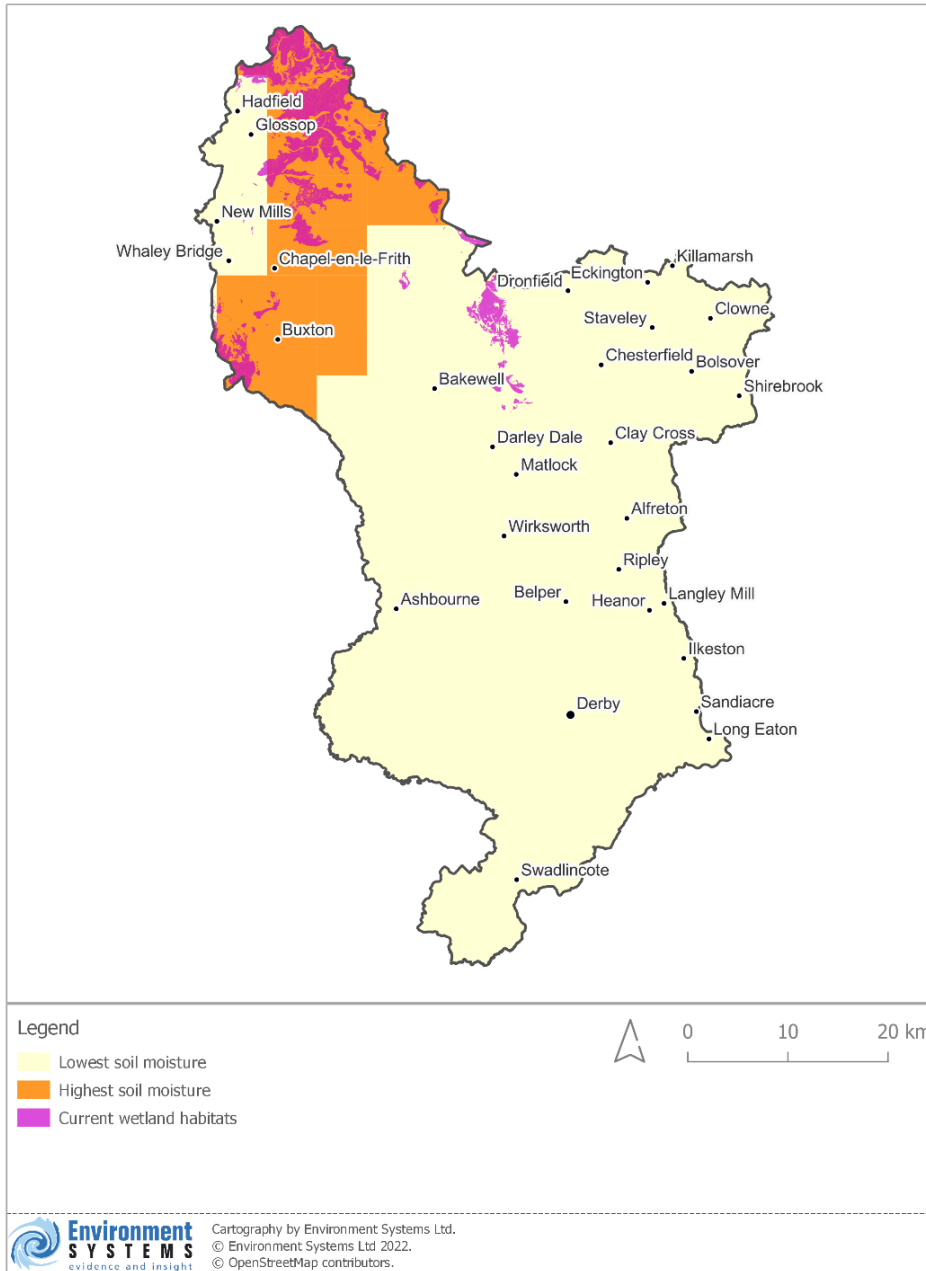 Hadfield
Glossop
New Mills
Whaley Bridge
Chapel-en-le-Frith
Killamarsh
Eckington
Dronfield
Clowne
Staveley
Buxton
Chesterfield
Bolsover
Bakewell
Shirebrook
Darley Dale
Clay Cross
Matlock
Alfreton
Wirksworth
Ripley
Ashbourne
Belper
Heanor
Langley Mill
Ilkeston
Derby
Sandiacre
Long Eaton
Swadlincote
Legend
Lowest soil moisture
Highest soil moisture
Current wetland habitats
0 10 20 km
Environment
SYSTEMS
evidence and insight
Cartography by Environment Systems Ltd.
© Environment Systems Ltd 2022.
© OpenStreetMap contributors.